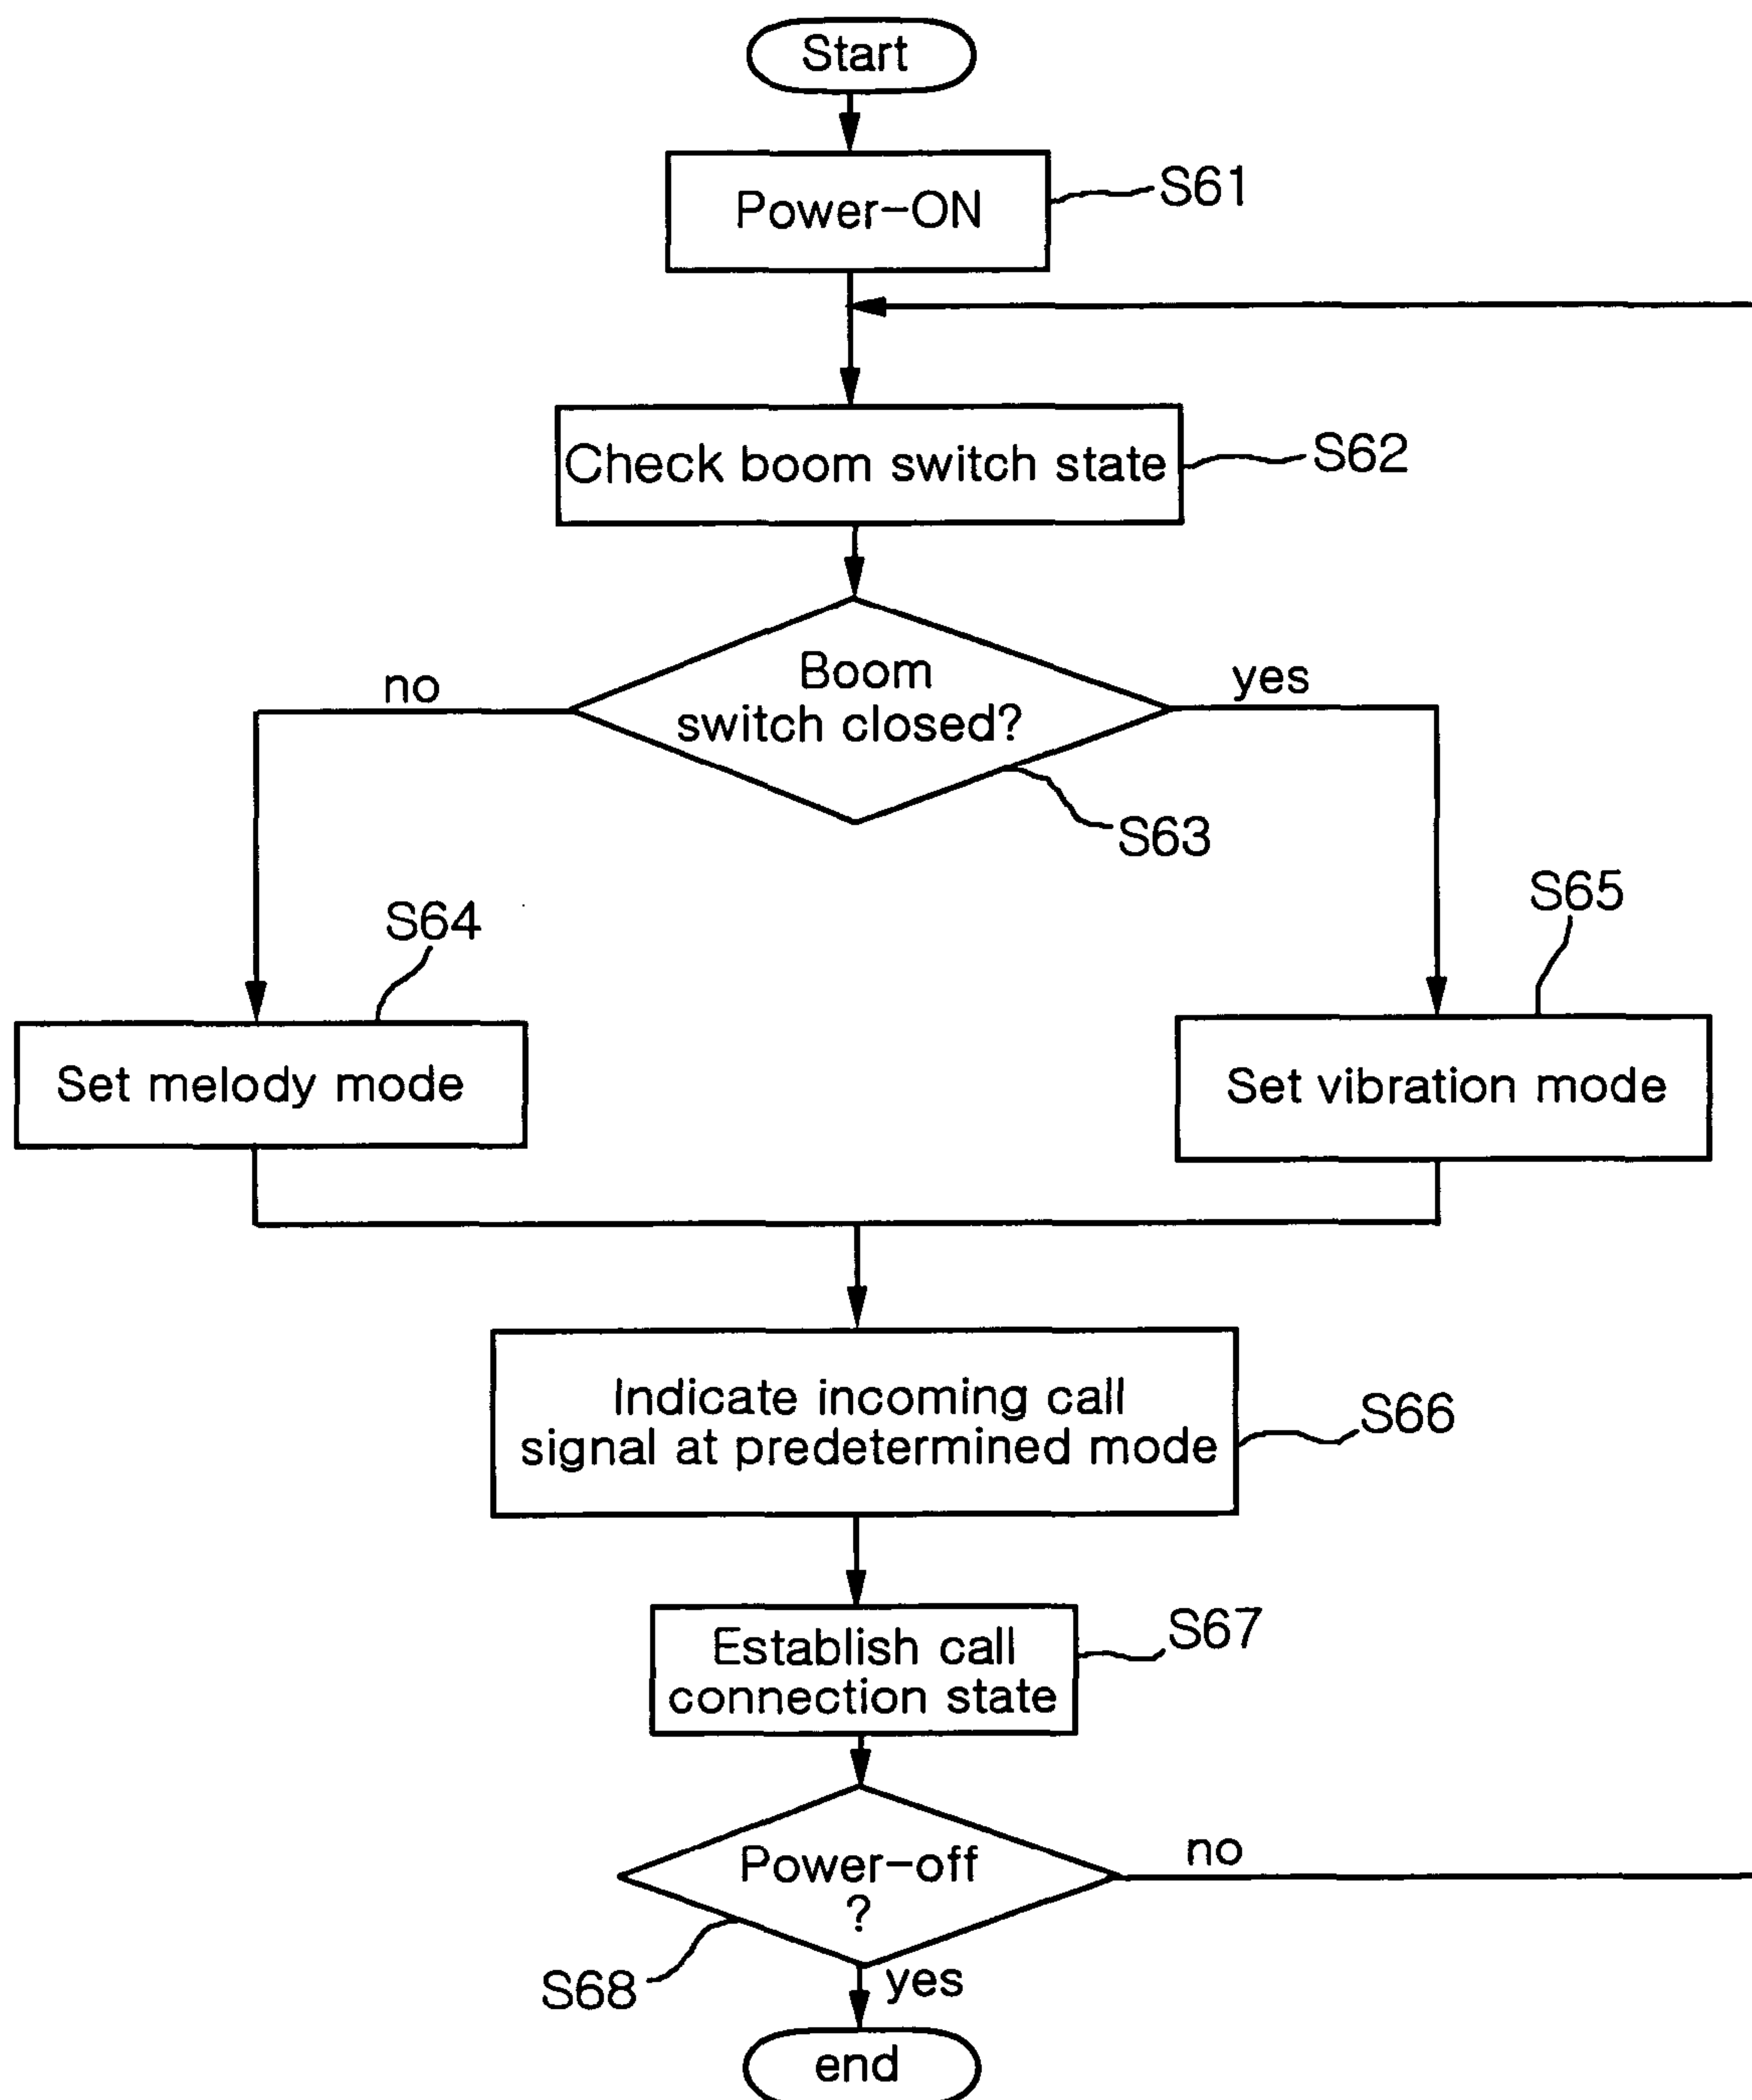 Start
Power-ON
S61
Check boom switch state
S62
Boom
switch closed?
no
yes
S63
S64
S65
Set melody mode
Set vibration mode
Indicate incoming call
signal at predetermined mode
S66
Establish call
connection state
S67
Power-off
?
no
S68
yes
end